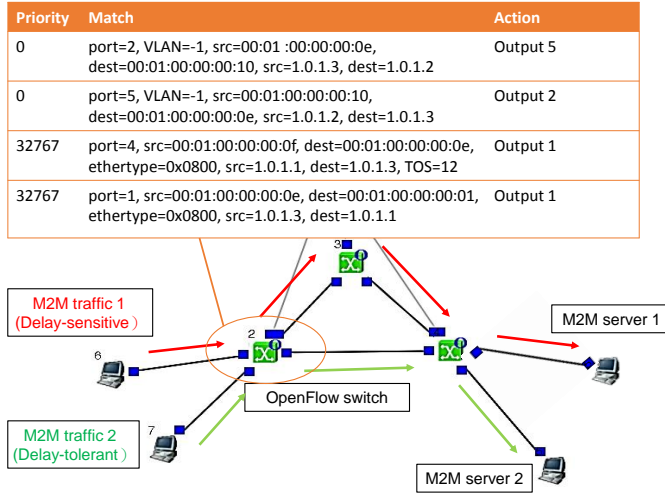 Priority Match Action
0 port=2, VLAN=-1, src=00:01 :00:00:00:0e, Output 5
dest=00:01:00:00:00:10, src=1.0.1.3, dest=1.0.1.2
0 port=5, VLAN=-1, src=00:01:00:00:00:10, Output 2
dest=00:01:00:00:00:0e, src=1.0.1.2, dest=1.0.1.3
32767 port=4, src=00:01:00:00:00:0f, dest=00:01:00:00:00:0e, Output 1
ethertype=0x0800, src=1.0.1.1, dest=1.0.1.3, TOS=12
32767 port=1, src=00:01:00:00:00:0e, dest=00:01:00:00:00:01, Output 1
ethertype=0x0800, src=1.0.1.3, dest=1.0.1.1
3
M2M traffic 1
(Delay-sensitive）
2
M2M server 1
6
OpenFlow switch
7
M2M traffic 2
(Delay-tolerant）
M2M server 2